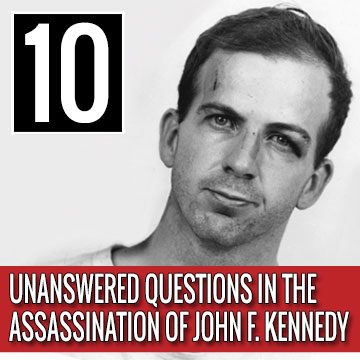 10
UNANSWERED QUESTIONS IN THE
ASSASSINATION OF JOHN F. KENNEDY